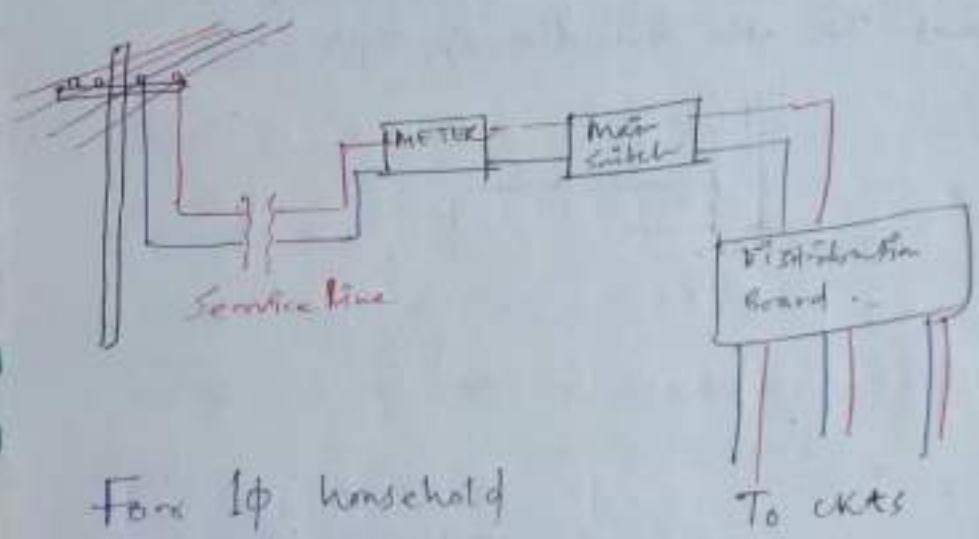 METER
Main
Switch
Distribution
Board
Service line
For 1φ household
To CKTS